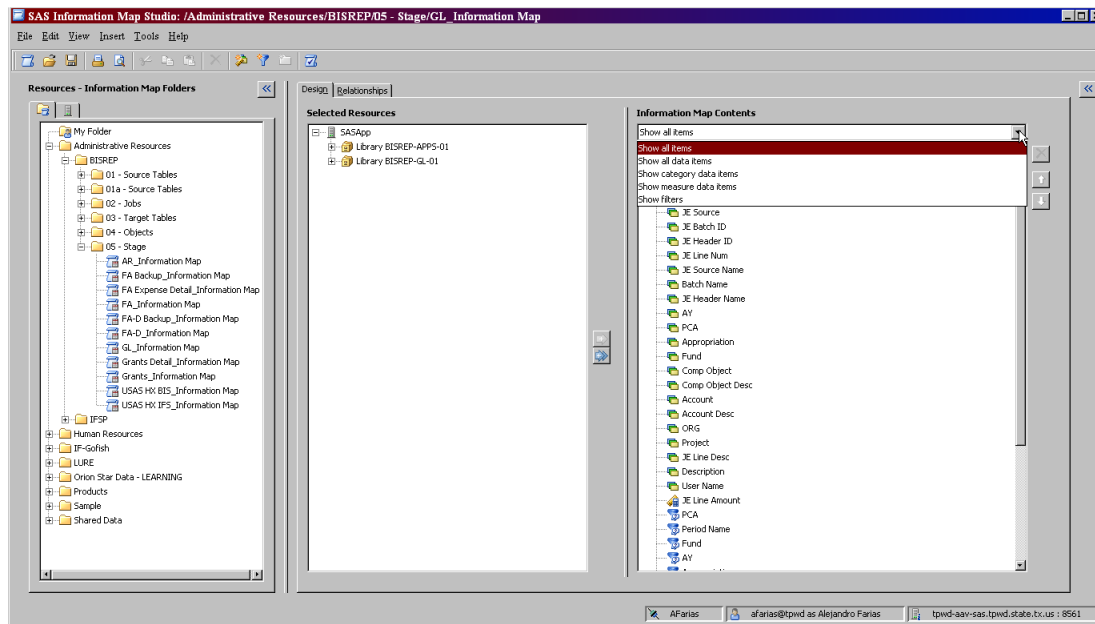 SAS Information Map Studio: /Administrative Resources/BISREP/05 - Stage/GL_Information Map
File Edit View Insert Tools Help
Resources - Information Map Folders
My Folder
Administrative Resources
BISREP
01 - Source Tables
01a - Source Tables
02 - Jobs
03 - Target Tables
04 - Objects
05 - Stage
AR_Information Map
FA Backup_Information Map
FA Expense Detail_Information Map
FA_Information Map
FA-D Backup_Information Map
FA-D_Information Map
GL_Information Map
Grants Detail_Information Map
Grants_Information Map
USAS HX BIS_Information Map
USAS HX IFS_Information Map
IFSP
Human Resources
IF-Gofish
LURE
Orion Star Data - LEARNING
Products
Sample
Shared Data
Design Relationships
Selected Resources
SASApp
Library BISREP-APPS-01
Library BISREP-GL-01
Information Map Contents
Show all items
Show all items
Show all data items
Show category data items
Show measure data items
Show filters
JE Source
JE Batch ID
JE Header ID
JE Line Num
JE Source Name
Batch Name
JE Header Name
AY
PCA
Appropriation
Fund
Comp Object
Comp Object Desc
Account
Account Desc
ORG
Project
JE Line Desc
Description
User Name
JE Line Amount
PCA
Period Name
Fund
AY
AFarias
afarias@tpwd as Alejandro Farias
tpwd-aav-sas.tpwd.state.tx.us : 8561